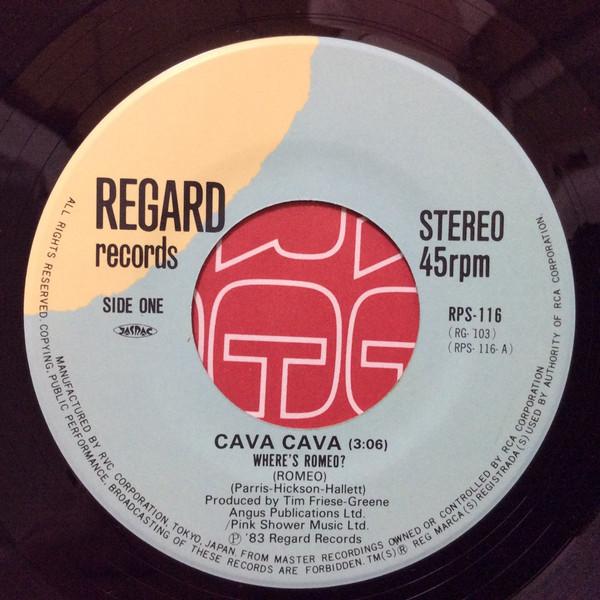 REGARD
records
STEREO
45rpm
SIDE ONE
JASRAC
RPS-116
(RG-103)
(RPS-116-A)
CAVA CAVA (3:06)
WHERE'S ROMEO?
(ROMEO)
(Parris-Hickson-Hallett)
Produced by Tim Friese-Greene
Angus Publications Ltd.
/Pink Shower Music Ltd.
Ⓟ '83 Regard Records
ALL RIGHTS RESERVED. COPYING, PUBLIC PERFORMANCE, BROADCASTING OF THESE RECORDS ARE FORBIDDEN. TM(S)® REG MARCA(S) REGISTRADA(S) USED BY AUTHORITY OF RCA CORPORATION.
MANUFACTURED BY RVC CORPORATION, TOKYO, JAPAN, FROM MASTER RECORDINGS OWNED OR CONTROLLED BY RCA CORPORATION